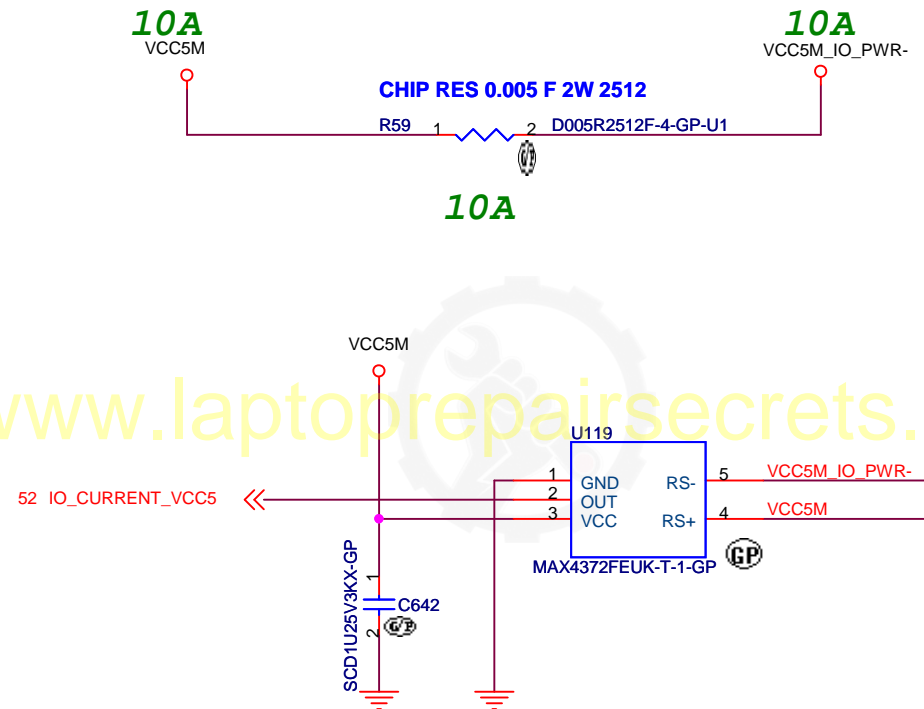 10A 10A
VCC5M VCC5M_IO_PWR-
CHIP RES 0.005 F 2W 2512
R59 1 2 D005R2512F-4-GP-U1
G/P
10A
VCC5M
www.laptoprepairsecrets.
U119
1 GND RS- 5 VCC5M_IO_PWR-
52 IO_CURRENT_VCC5 2 OUT
3 VCC RS+ 4 VCC5M
MAX4372FEUK-T-1-GP GP
SCD1U25V3KX-GP
1
C642
2 G/P